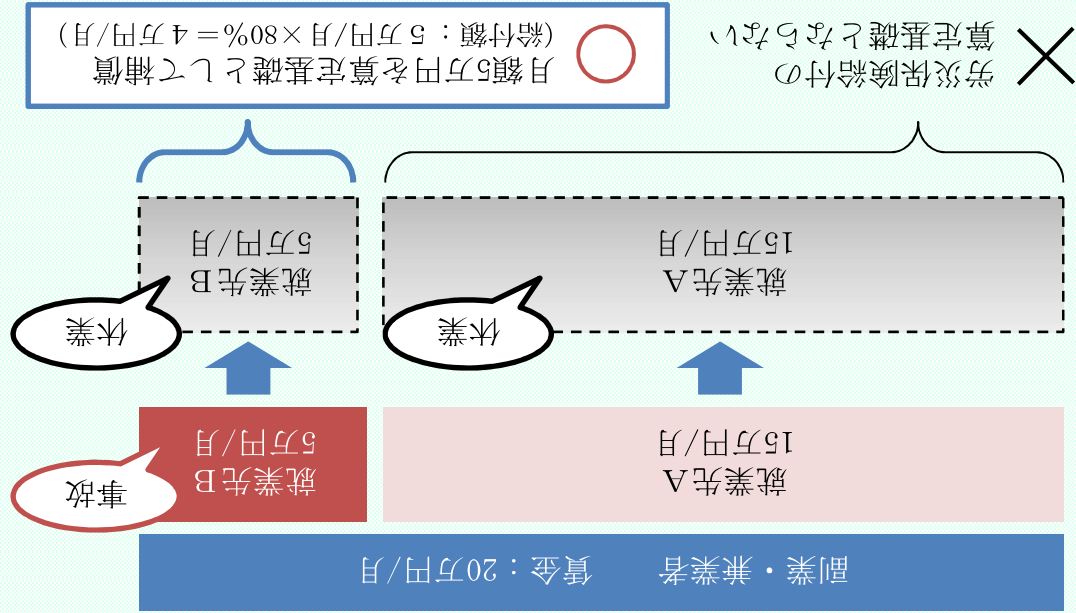 副業・兼業者　　賃金：20万円/月
就業先A
15万円/月
就業先B
5万円/月
事故
就業先A
15万円/月
休業
就業先B
5万円/月
休業
労災保険給付の
算定基礎とならない
月額5万円を算定基礎として補償
(給付額：５万円/月×80%＝４万円/月)